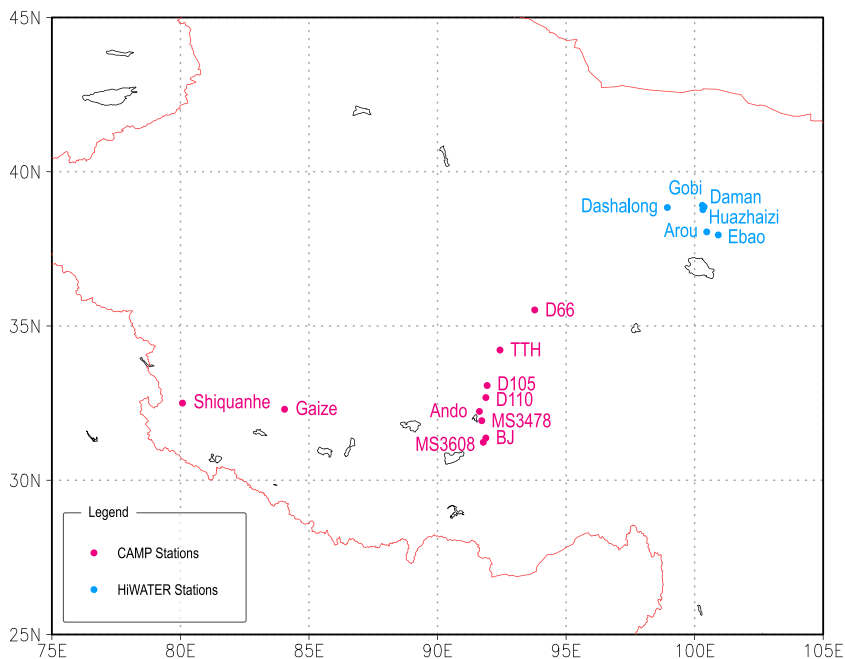 45N
40N
Gobi
Daman
Dashalong
Huazhaizi
Arou
Ebao
35N
D66
TTH
D105
Shiquanhe
D110
Gaize
Ando
MS3478
MS3608
BJ
30N
Legend
CAMP Stations
HiWATER Stations
25N
75E 80E 85E 90E 95E 100E 105E